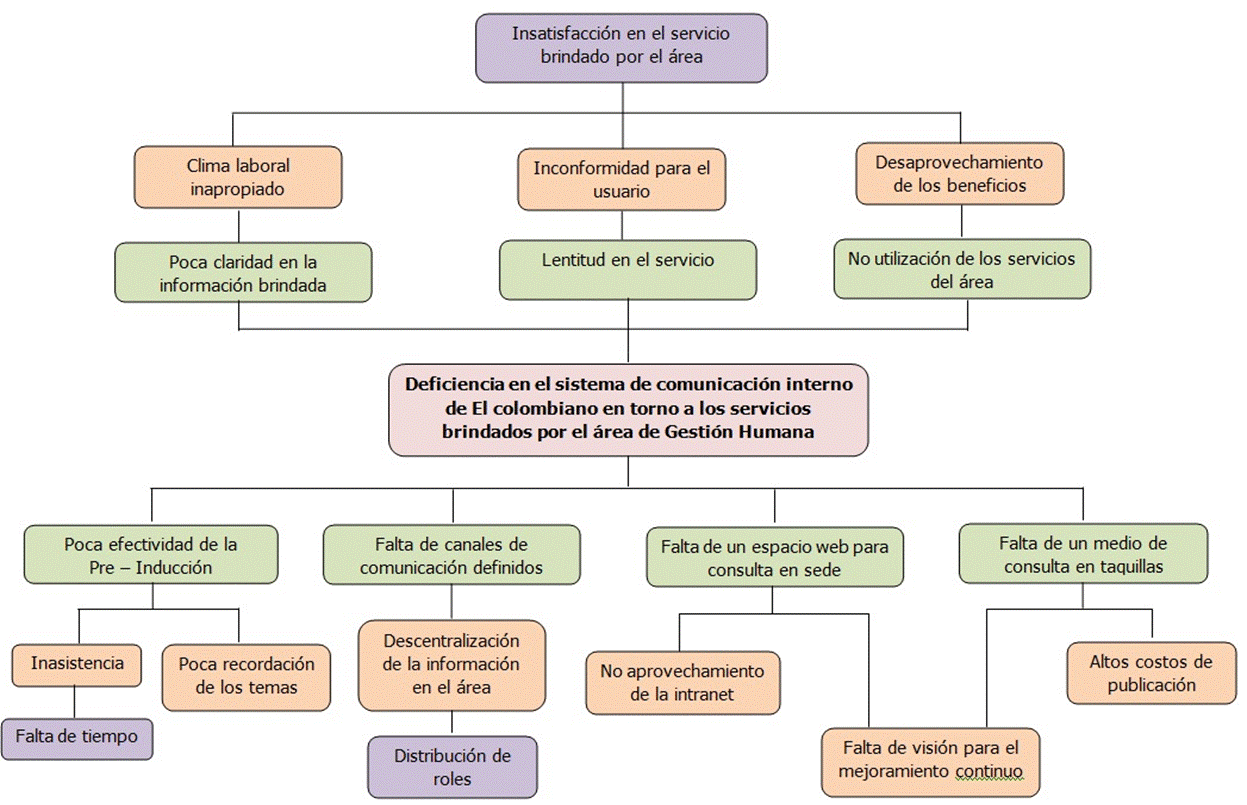 Insatisfacción en el servicio
brindado por el área
Clima laboral
inapropiado
Inconformidad para el
usuario
Desaprovechamiento
de los beneficios
Poca claridad en la
información brindada
Lentitud en el servicio
No utilización de los servicios
del área
Deficiencia en el sistema de comunicación interno
de El colombiano en torno a los servicios
brindados por el área de Gestión Humana
Poca efectividad de la
Pre – Inducción
Falta de canales de
comunicación definidos
Falta de un espacio web para
consulta en sede
Falta de un medio de
consulta en taquillas
Inasistencia
Poca recordación
de los temas
Descentralización
de la información
en el área
No aprovechamiento
de la intranet
Altos costos de
publicación
Falta de tiempo
Distribución de
roles
Falta de visión para el
mejoramiento continuo